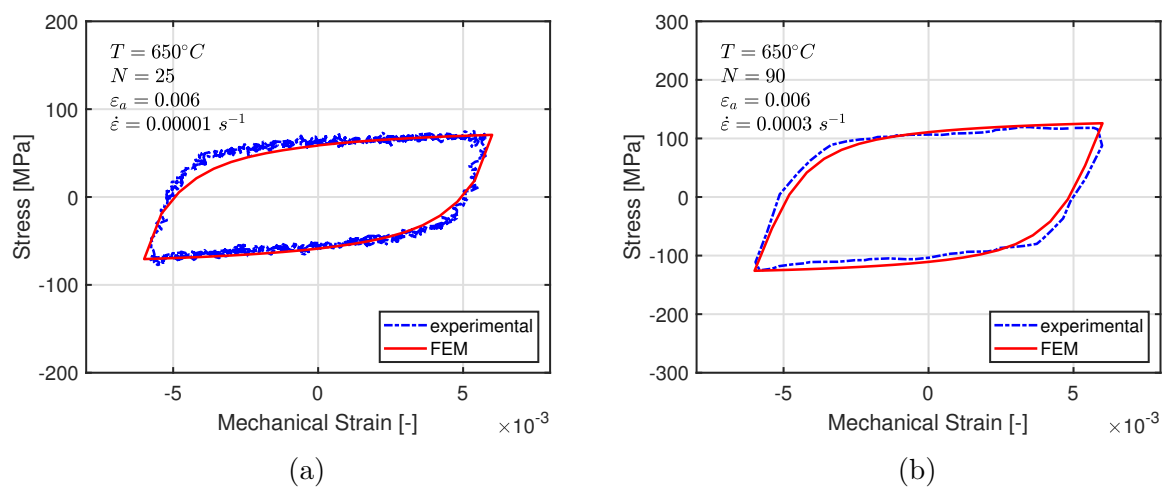 200
100
0
-100
-200
Stress [MPa]
T = 650°C
N = 25
ε_a = 0.006
ε̇ = 0.00001 s⁻¹
experimental
FEM
-5 0 5
×10⁻³
Mechanical Strain [-]
(a)
300
200
100
0
-100
-200
-300
Stress [MPa]
T = 650°C
N = 90
ε_a = 0.006
ε̇ = 0.0003 s⁻¹
experimental
FEM
-5 0 5
×10⁻³
Mechanical Strain [-]
(b)